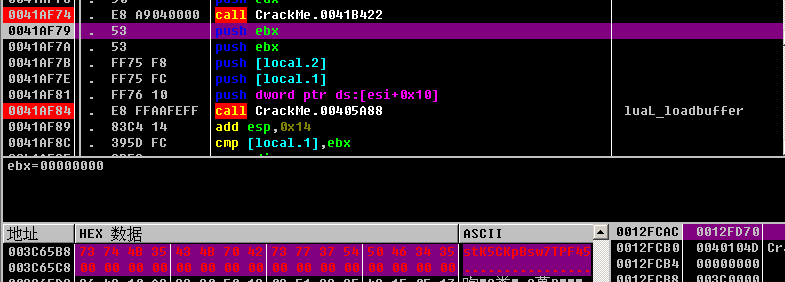 0041AF74 . E8 A9040000 call CrackMe.0041B422
0041AF79 . 53 push ebx
0041AF7A . 53 push ebx
0041AF7B . FF75 F8 push [local.2]
0041AF7E . FF75 FC push [local.1]
0041AF81 . FF76 10 push dword ptr ds:[esi+0x10]
0041AF84 . E8 FFAAFEFF call CrackMe.00405A88 luaL_loadbuffer
0041AF89 . 83C4 14 add esp,0x14
0041AF8C . 395D FC cmp [local.1],ebx
ebx=00000000
地址 HEX 数据 ASCII
003C65B8 73 74 4B 35 43 4B 70 42 73 77 37 54 50 46 34 35 stK5CKpBsw7TPF45
003C65C8 00 00 00 00 00 00 00 00 00 00 00 00 00 00 00 00 ................
0012FCAC 0012FD70
0012FCB0 0040104D Cra
0012FCB4 00000000
0012FCB8 003C0000